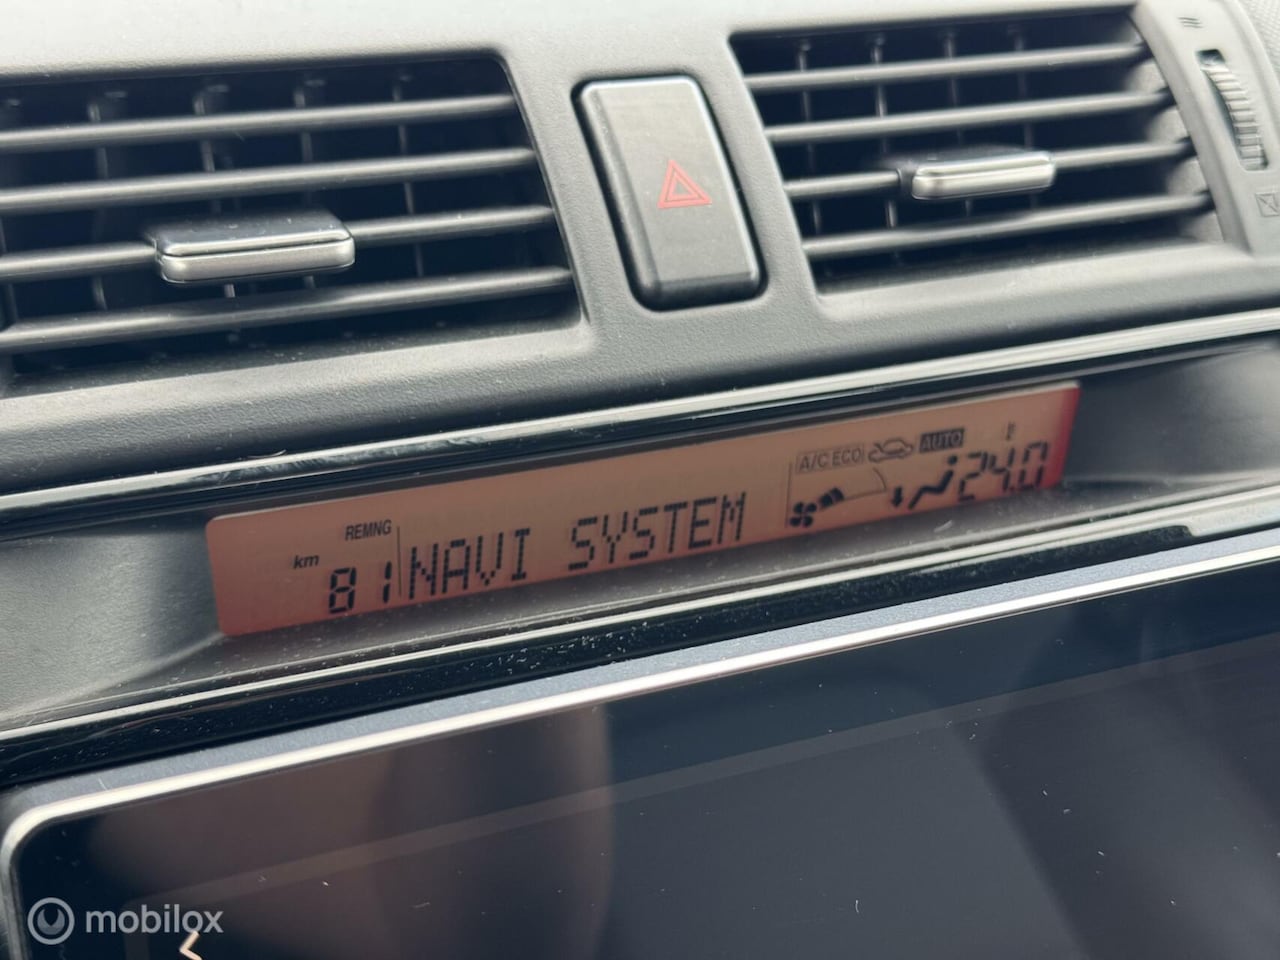 REMNG
km
81 NAVI SYSTEM
A/C ECO AUTO
24.0
mobilox